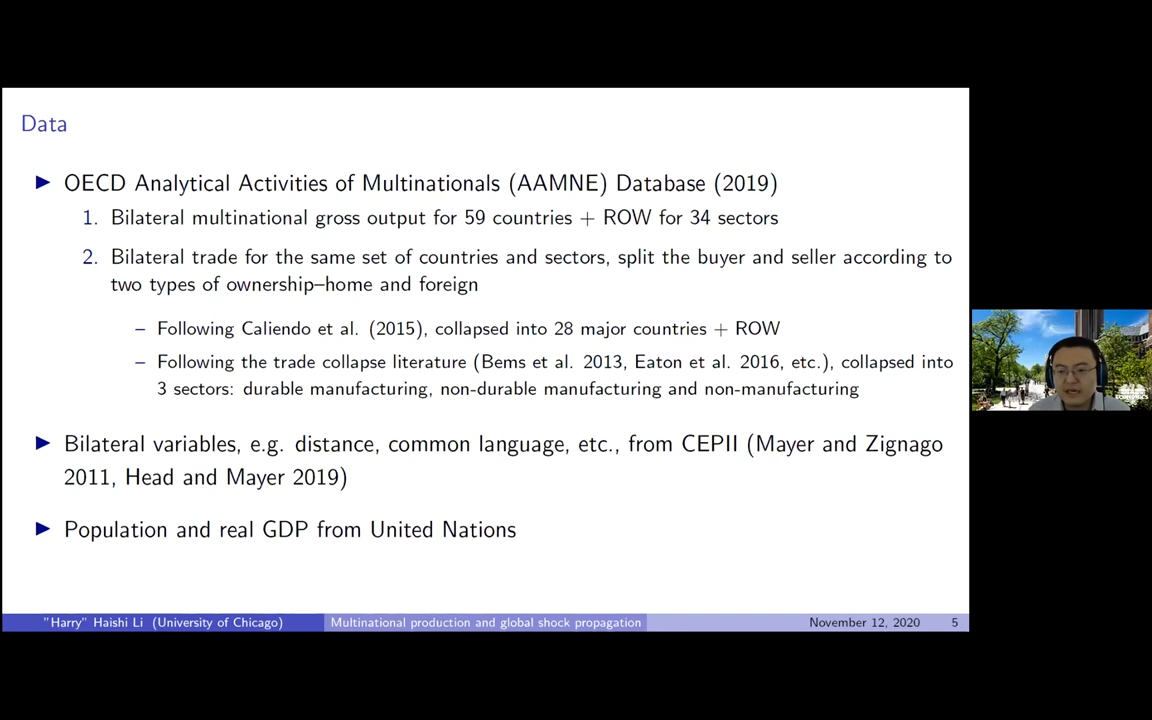 Data
OECD Analytical Activities of Multinationals (AAMNE) Database (2019)
1. Bilateral multinational gross output for 59 countries + ROW for 34 sectors
2. Bilateral trade for the same set of countries and sectors, split the buyer and seller according to
two types of ownership–home and foreign
– Following Caliendo et al. (2015), collapsed into 28 major countries + ROW
– Following the trade collapse literature (Bems et al. 2013, Eaton et al. 2016, etc.), collapsed into
3 sectors: durable manufacturing, non-durable manufacturing and non-manufacturing
Bilateral variables, e.g. distance, common language, etc., from CEPII (Mayer and Zignago
2011, Head and Mayer 2019)
Population and real GDP from United Nations
"Harry" Haishi Li (University of Chicago) Multinational production and global shock propagation November 12, 2020 5